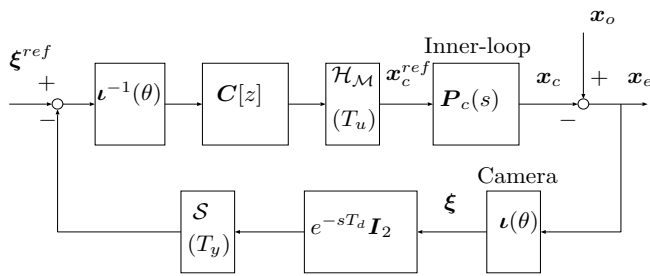 x_o
Inner-loop
ξ^{ref}
+
−
ι^{-1}(θ)
C[z]
ℋ_ℳ
(T_u)
x_c^{ref}
P_c(s)
x_c
+
−
x_e
Camera
𝒮
(T_y)
e^{-sT_d} I_2
ξ
ι(θ)